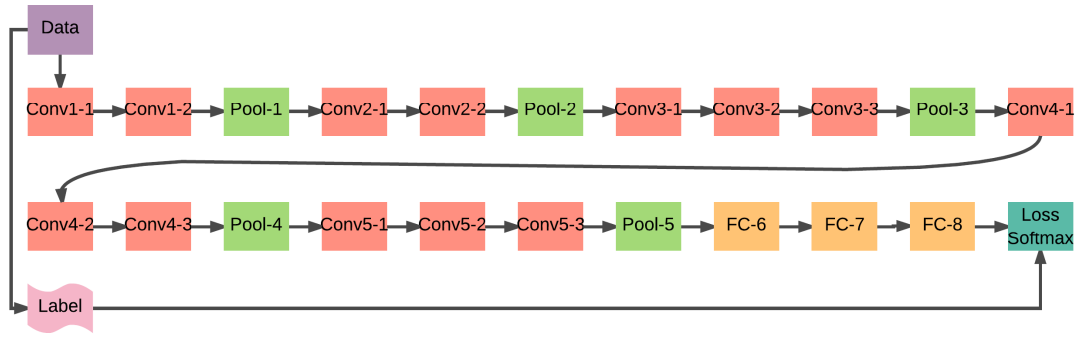 Data
Conv1-1
Conv1-2
Pool-1
Conv2-1
Conv2-2
Pool-2
Conv3-1
Conv3-2
Conv3-3
Pool-3
Conv4-1
Conv4-2
Conv4-3
Pool-4
Conv5-1
Conv5-2
Conv5-3
Pool-5
FC-6
FC-7
FC-8
Loss
Softmax
Label